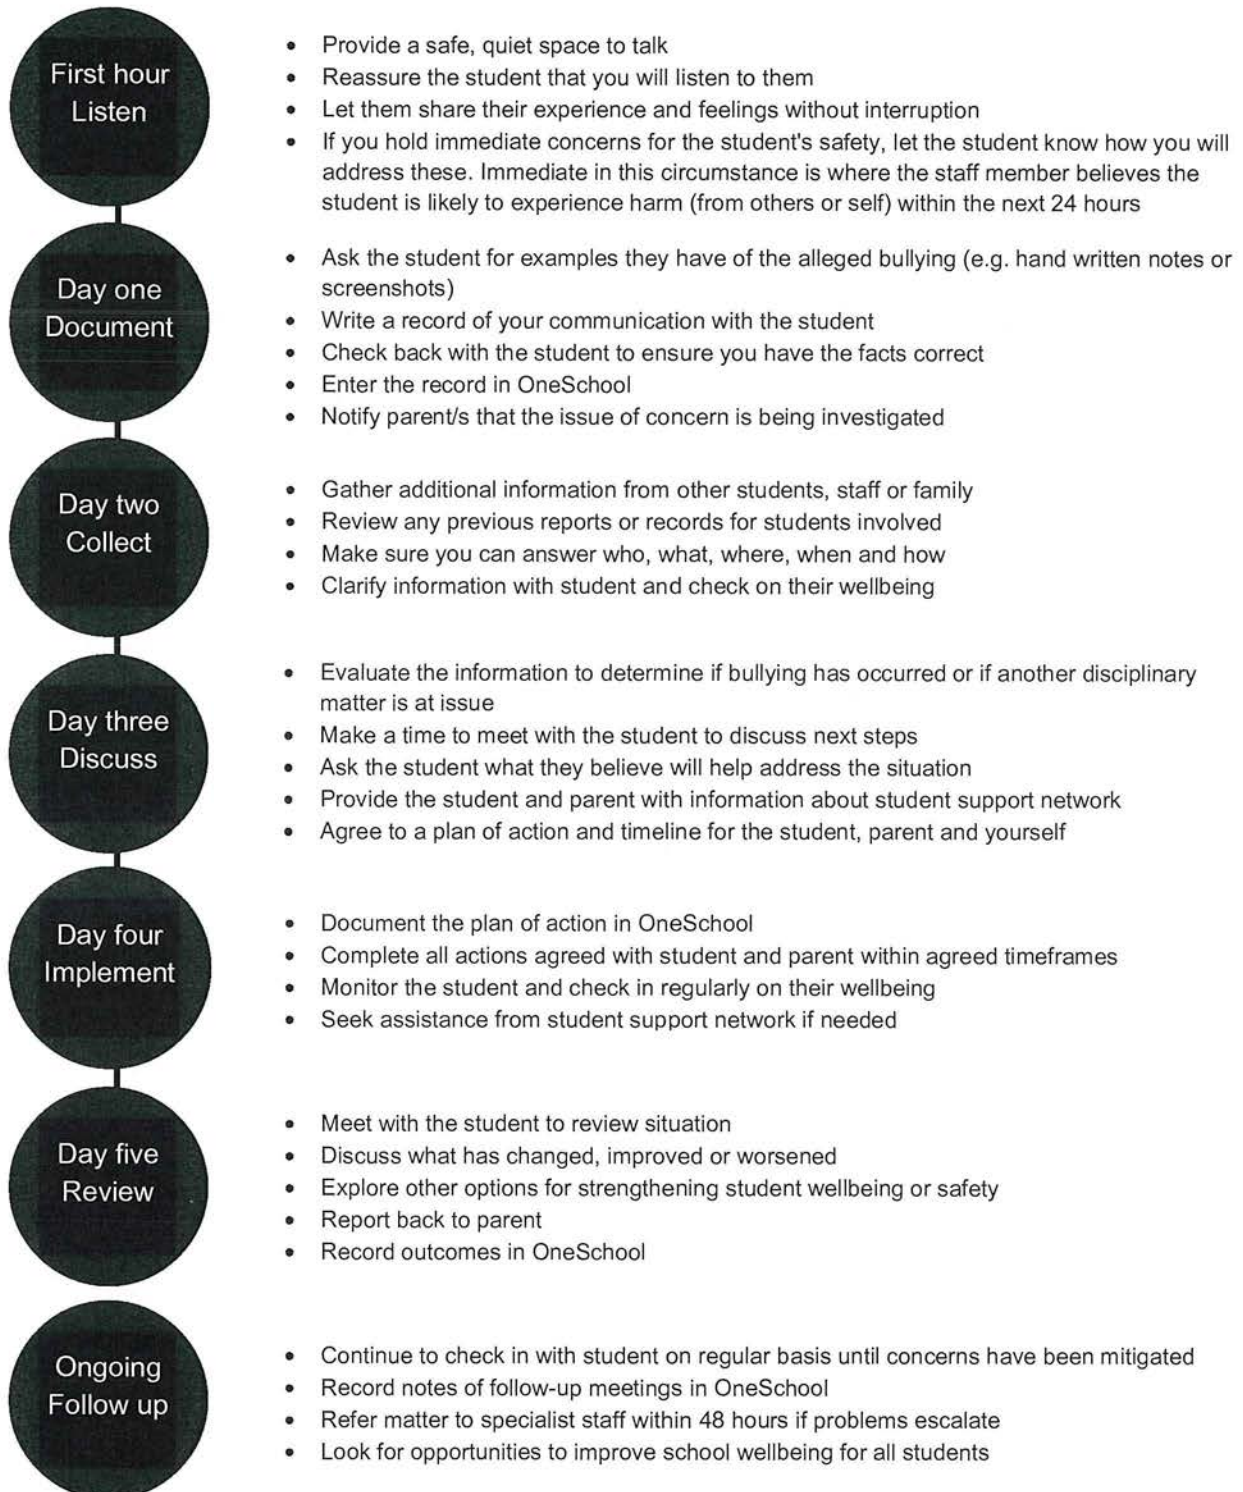 First hour
Listen
• Provide a safe, quiet space to talk
• Reassure the student that you will listen to them
• Let them share their experience and feelings without interruption
• If you hold immediate concerns for the student's safety, let the student know how you will
address these. Immediate in this circumstance is where the staff member believes the
student is likely to experience harm (from others or self) within the next 24 hours
Day one
Document
• Ask the student for examples they have of the alleged bullying (e.g. hand written notes or
screenshots)
• Write a record of your communication with the student
• Check back with the student to ensure you have the facts correct
• Enter the record in OneSchool
• Notify parent/s that the issue of concern is being investigated
Day two
Collect
• Gather additional information from other students, staff or family
• Review any previous reports or records for students involved
• Make sure you can answer who, what, where, when and how
• Clarify information with student and check on their wellbeing
Day three
Discuss
• Evaluate the information to determine if bullying has occurred or if another disciplinary
matter is at issue
• Make a time to meet with the student to discuss next steps
• Ask the student what they believe will help address the situation
• Provide the student and parent with information about student support network
• Agree to a plan of action and timeline for the student, parent and yourself
Day four
Implement
• Document the plan of action in OneSchool
• Complete all actions agreed with student and parent within agreed timeframes
• Monitor the student and check in regularly on their wellbeing
• Seek assistance from student support network if needed
Day five
Review
• Meet with the student to review situation
• Discuss what has changed, improved or worsened
• Explore other options for strengthening student wellbeing or safety
• Report back to parent
• Record outcomes in OneSchool
Ongoing
Follow up
• Continue to check in with student on regular basis until concerns have been mitigated
• Record notes of follow-up meetings in OneSchool
• Refer matter to specialist staff within 48 hours if problems escalate
• Look for opportunities to improve school wellbeing for all students